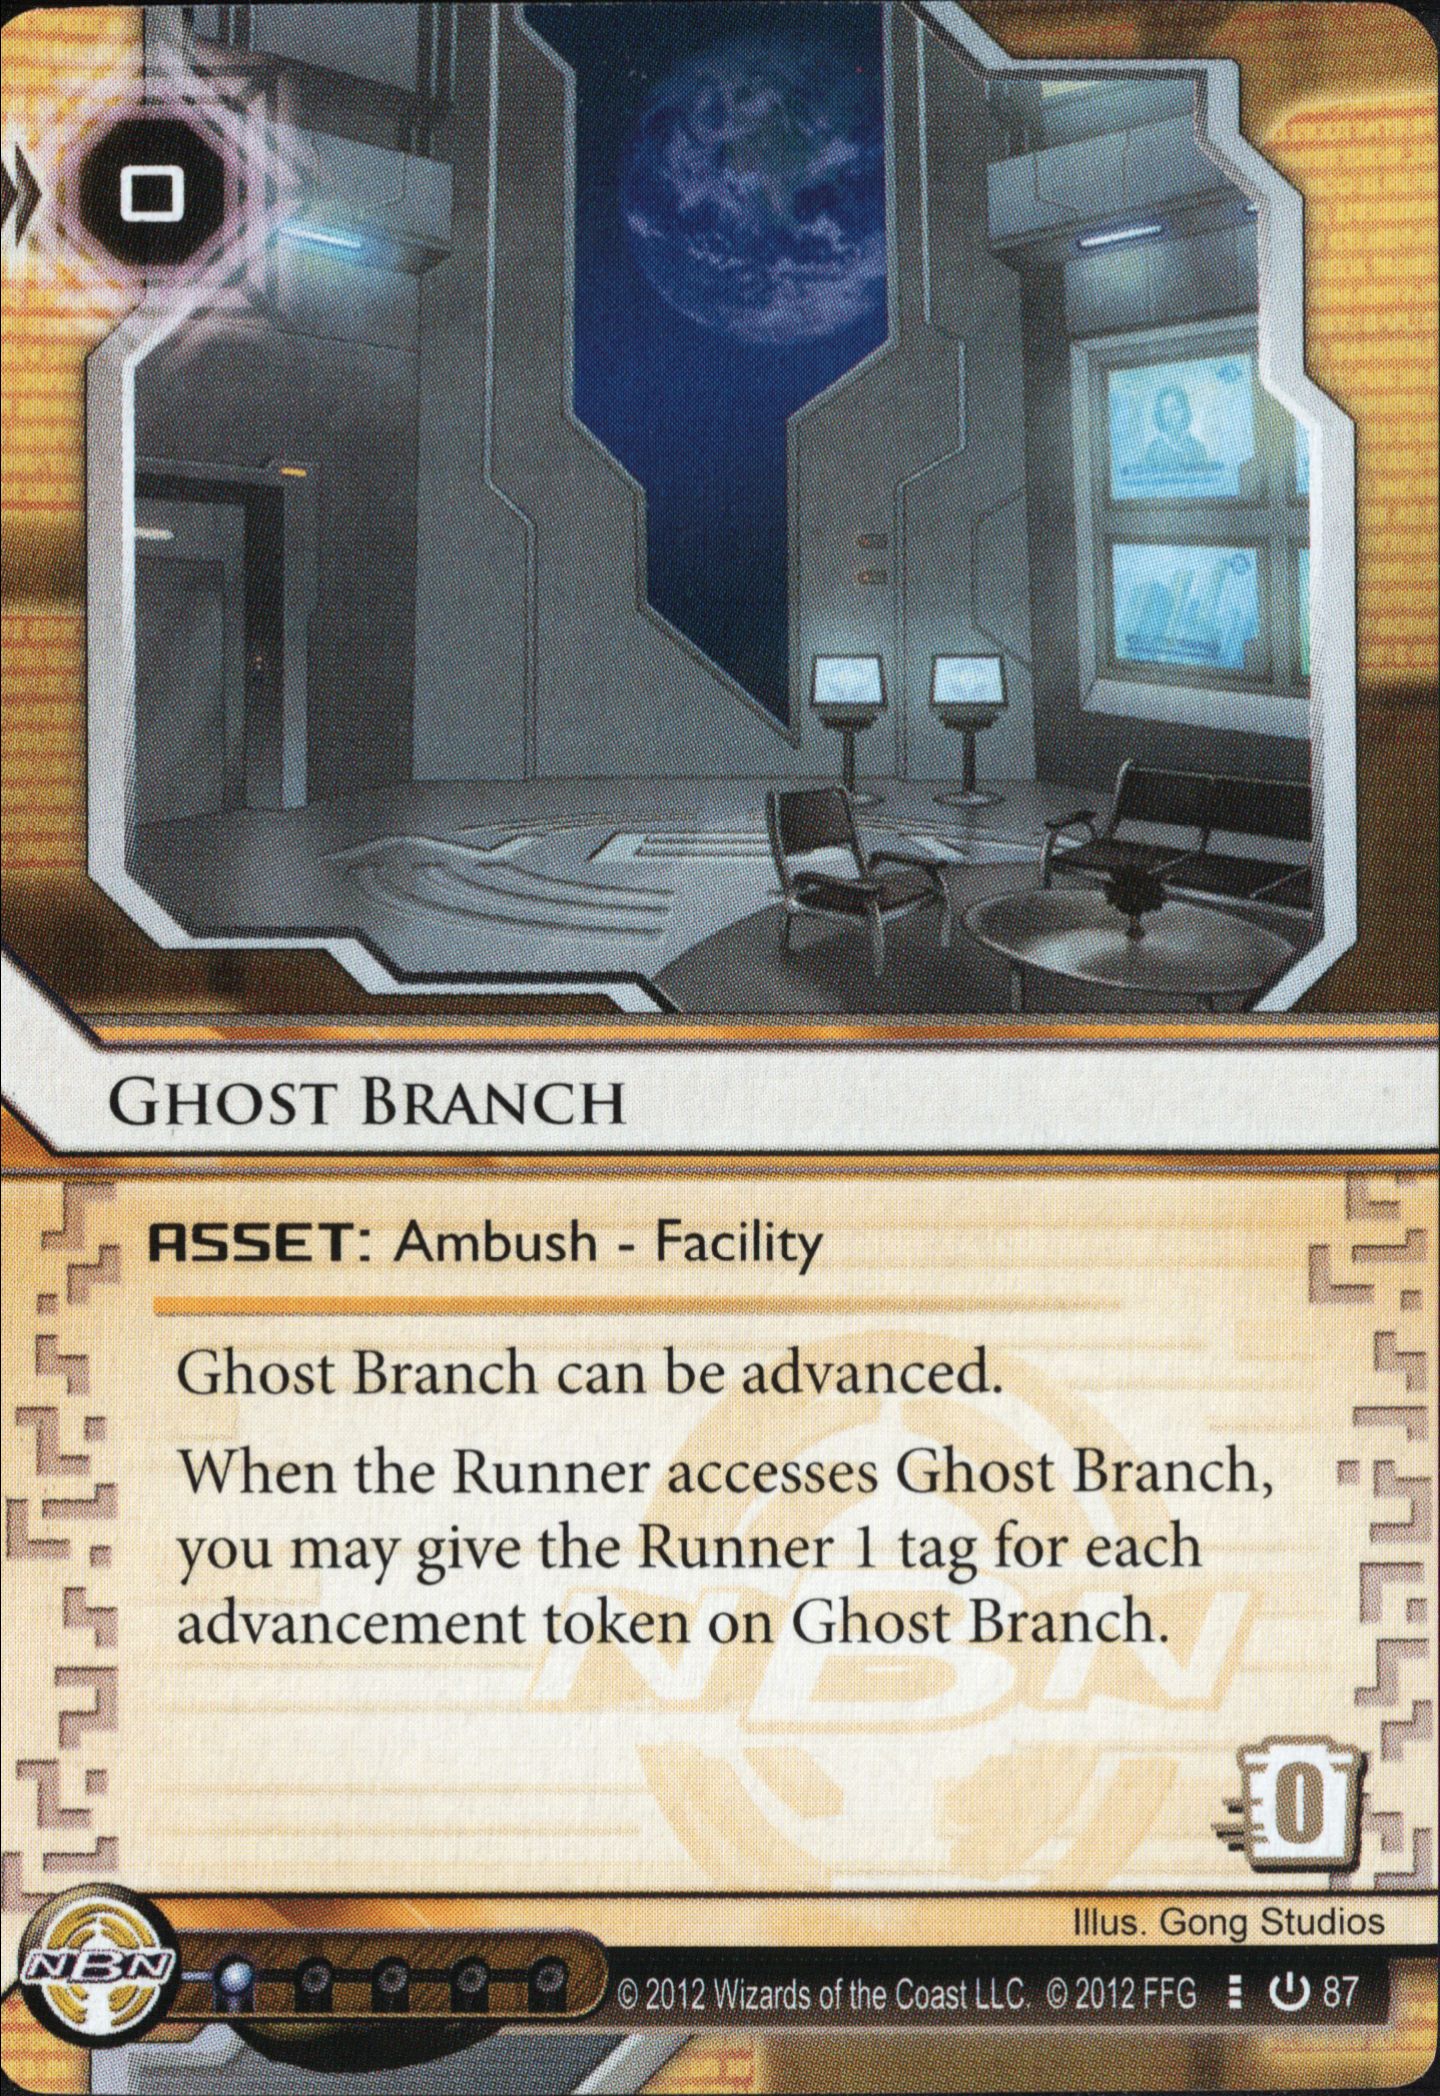 0
GHOST BRANCH
ASSET: Ambush - Facility
Ghost Branch can be advanced.
When the Runner accesses Ghost Branch,
you may give the Runner 1 tag for each
advancement token on Ghost Branch.
NBN
0
Illus. Gong Studios
NBN
© 2012 Wizards of the Coast LLC. © 2012 FFG 87